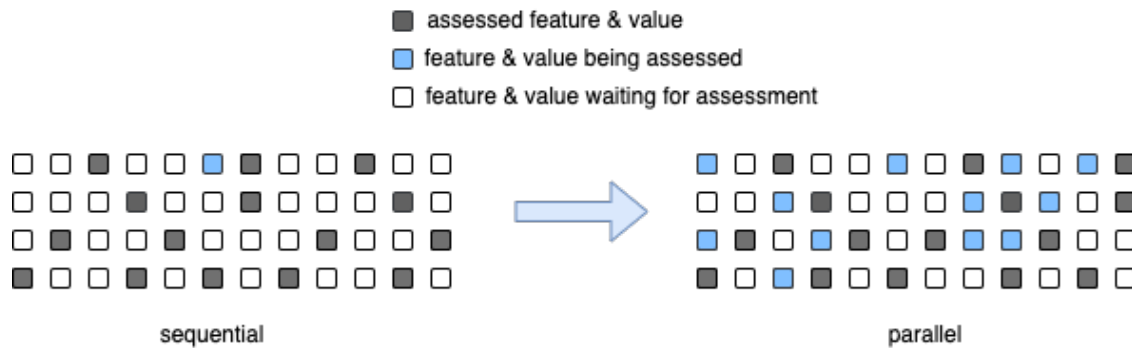 assessed feature & value
feature & value being assessed
feature & value waiting for assessment
sequential
parallel